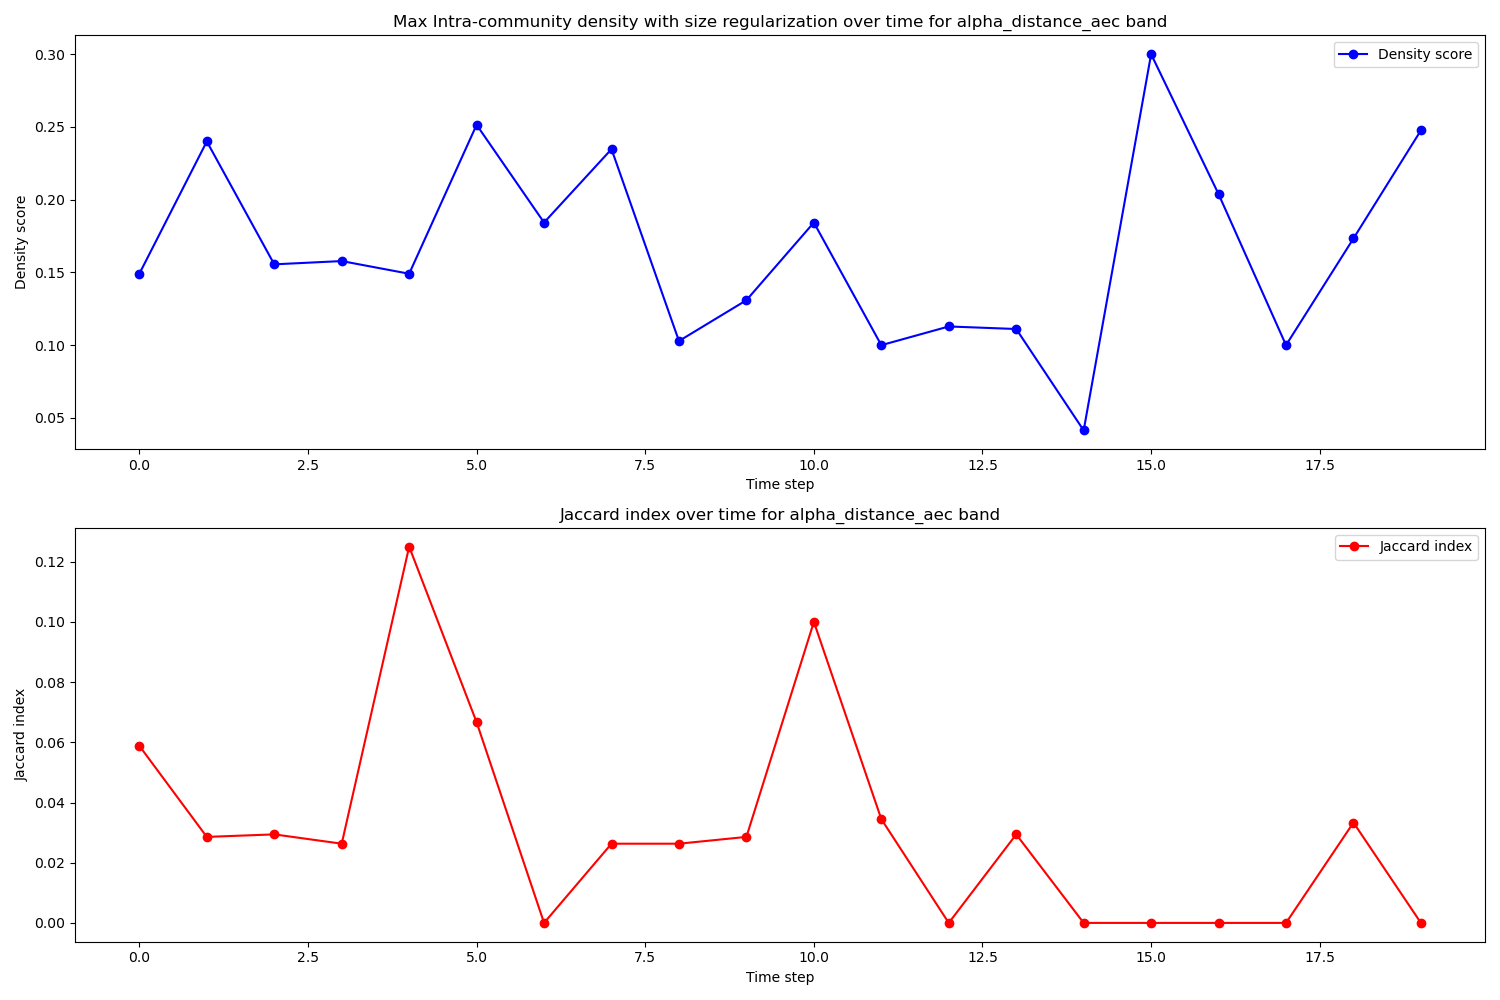 Max Intra-community density with size regularization over time for alpha_distance_aec band
Density score
0.30
0.25
0.20
0.15
0.10
0.05
Density score
0.0 2.5 5.0 7.5 10.0 12.5 15.0 17.5
Time step
Jaccard index over time for alpha_distance_aec band
Jaccard index
0.12
0.10
0.08
0.06
0.04
0.02
0.00
Jaccard index
0.0 2.5 5.0 7.5 10.0 12.5 15.0 17.5
Time step